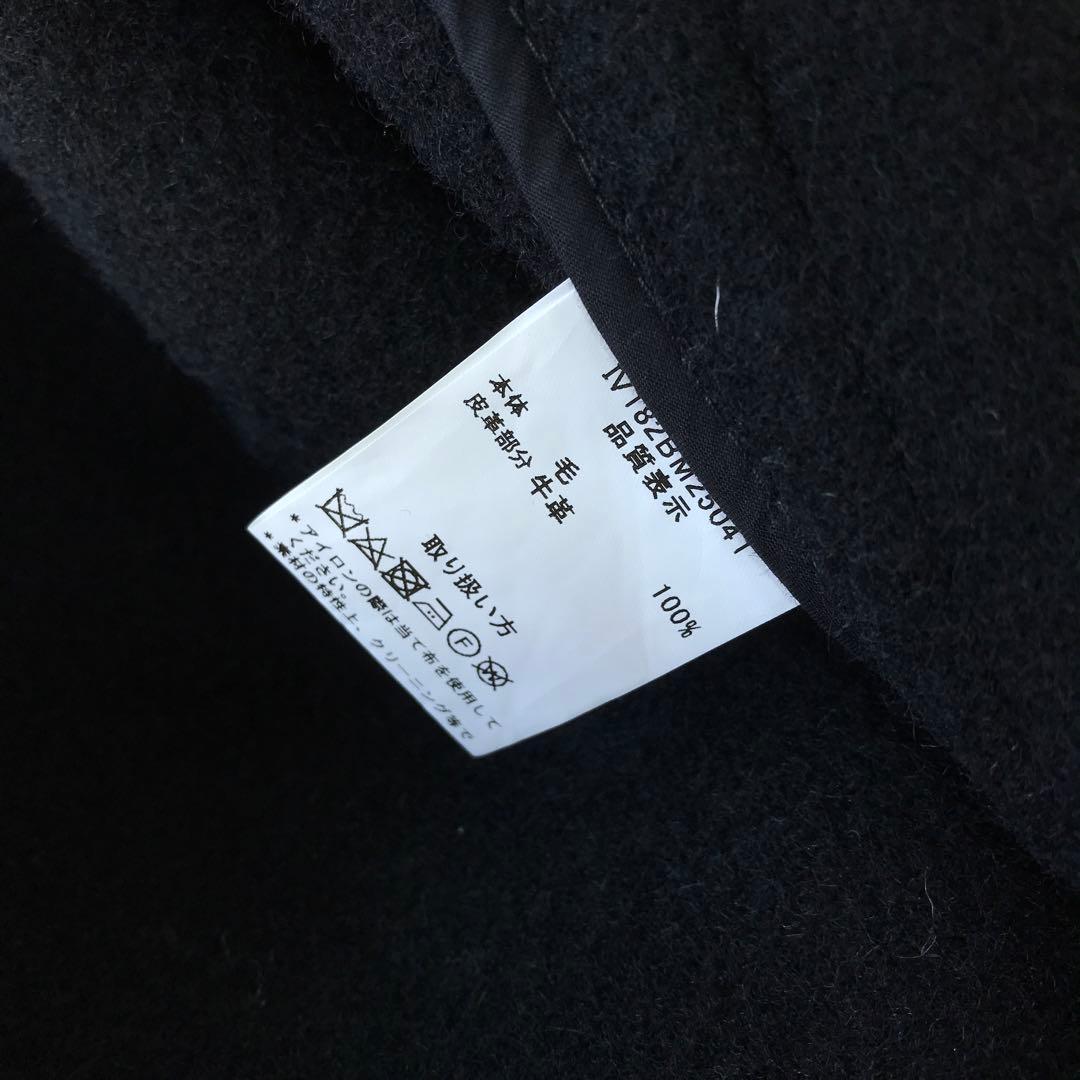 IV182BM25041
品質表示
本体 毛 100%
皮革部分 牛革
取り扱い方
F W
*アイロンの際は当て布を使用して
ください。
*素材の特性上、クリーニング等で